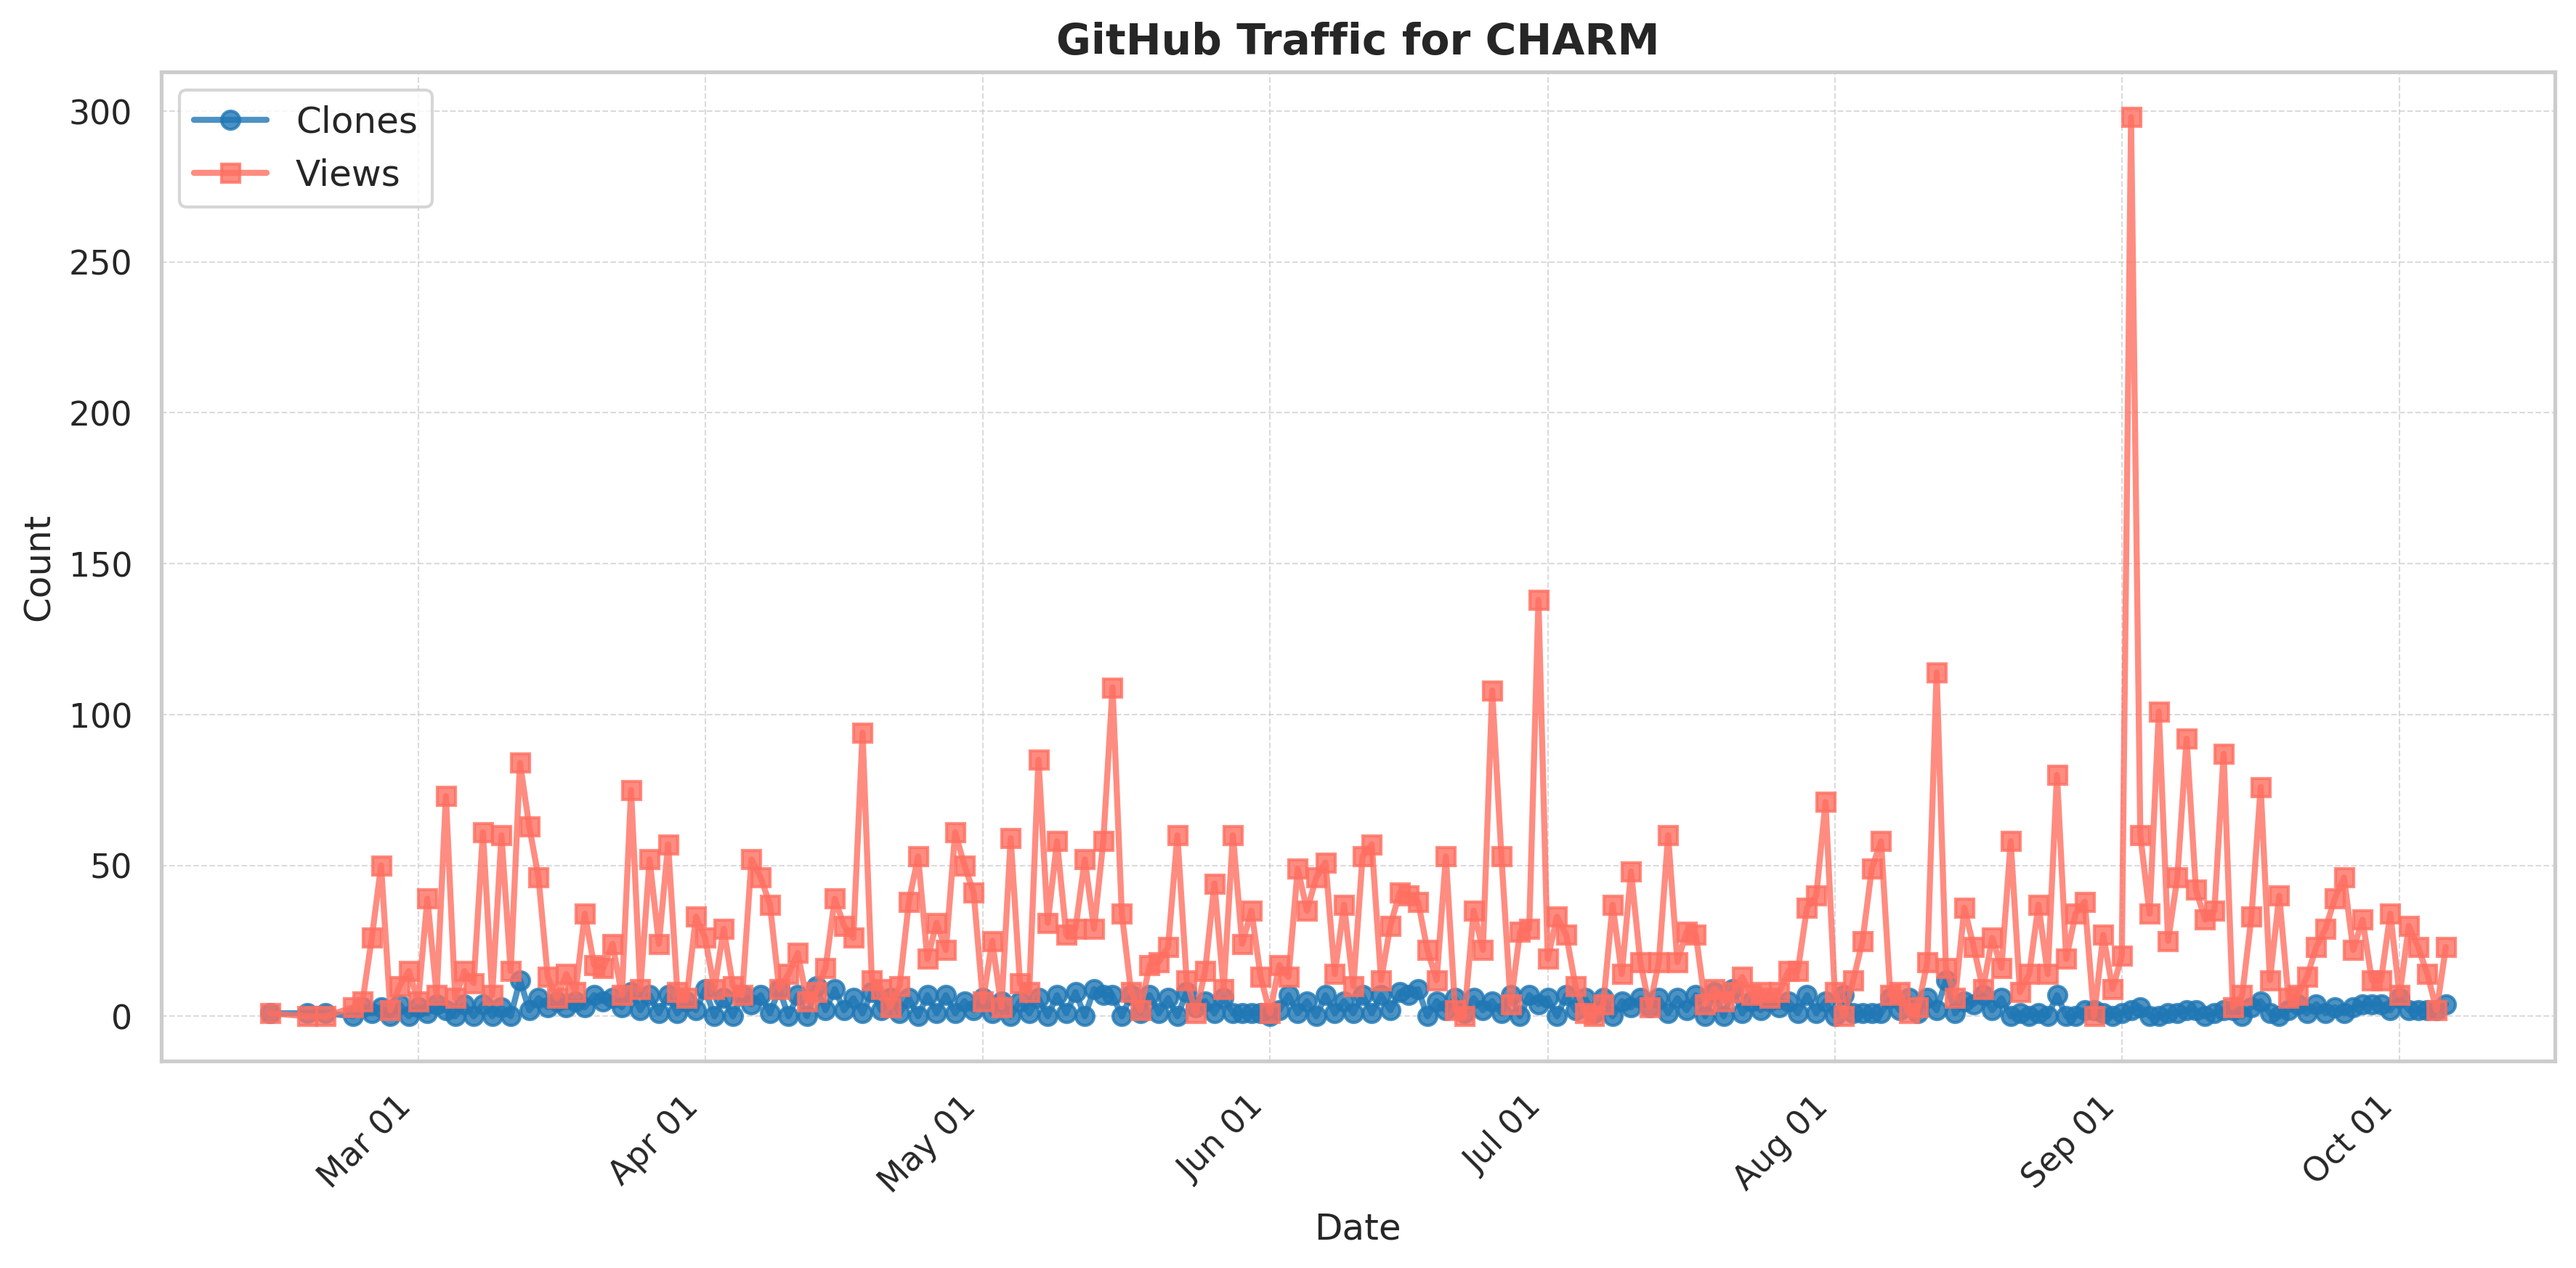 GitHub Traffic for CHARM
Clones
Views
300
250
200
150
100
50
0
Count
Mar 01
Apr 01
May 01
Jun 01
Jul 01
Aug 01
Sep 01
Oct 01
Date